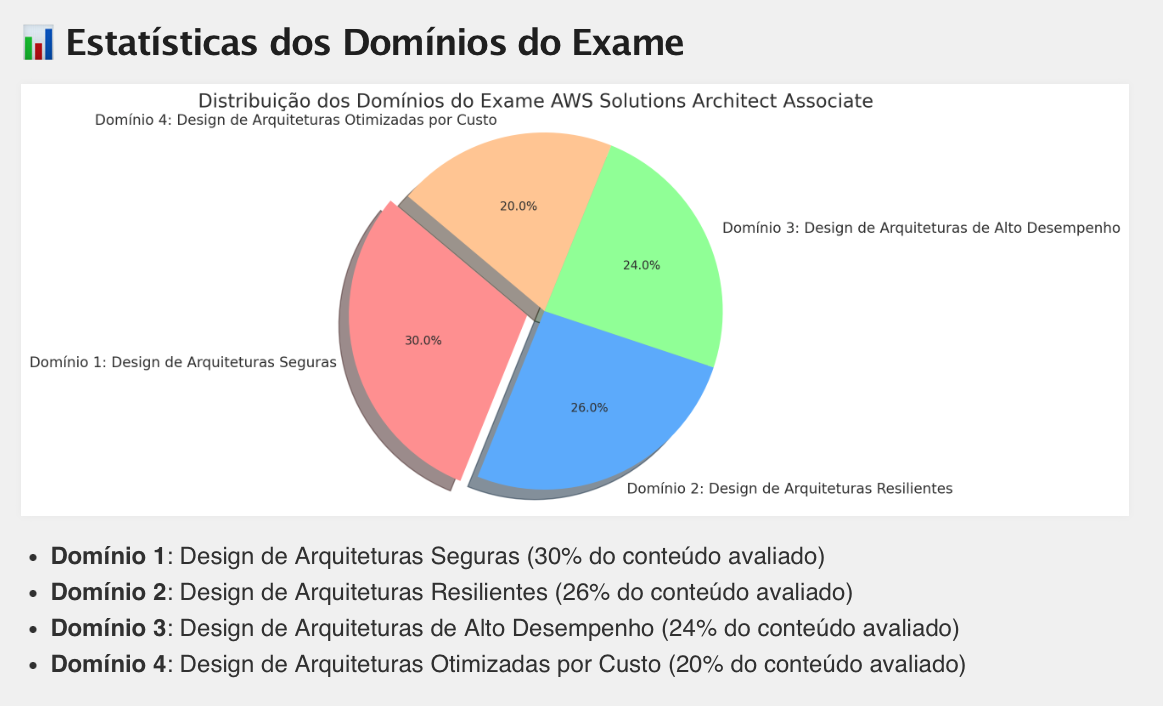 Estatísticas dos Domínios do Exame
Distribuição dos Domínios do Exame AWS Solutions Architect Associate
Domínio 4: Design de Arquiteturas Otimizadas por Custo
20.0%
Domínio 3: Design de Arquiteturas de Alto Desempenho
24.0%
30.0%
Domínio 1: Design de Arquiteturas Seguras
26.0%
Domínio 2: Design de Arquiteturas Resilientes
• Domínio 1: Design de Arquiteturas Seguras (30% do conteúdo avaliado)
• Domínio 2: Design de Arquiteturas Resilientes (26% do conteúdo avaliado)
• Domínio 3: Design de Arquiteturas de Alto Desempenho (24% do conteúdo avaliado)
• Domínio 4: Design de Arquiteturas Otimizadas por Custo (20% do conteúdo avaliado)